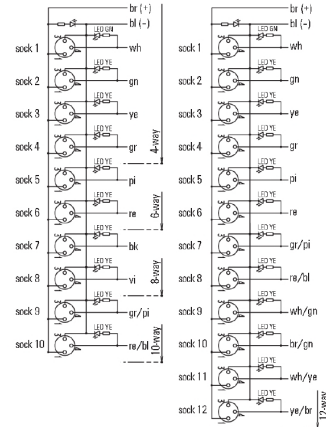 br (+)
bl (−)
LED GN
sock 1 wh
LED YE
sock 2 gn
LED YE
sock 3 ye
LED YE
sock 4 gr
4-way
LED YE
sock 5 pi
LED YE
sock 6 re
6-way
LED YE
sock 7 bk
LED YE
sock 8 vi
8-way
LED YE
sock 9 gr/pi
LED YE
sock 10 re/bl
10-way
br (+)
bl (−)
LED GN
sock 1 wh
LED YE
sock 2 gn
LED YE
sock 3 ye
LED YE
sock 4 gr
LED YE
sock 5 pi
LED YE
sock 6 re
LED YE
sock 7 gr/pi
LED YE
sock 8 re/bl
LED YE
sock 9 wh/gn
LED YE
sock 10 br/gn
LED YE
sock 11 wh/ye
LED YE
sock 12 ye/br
12-way